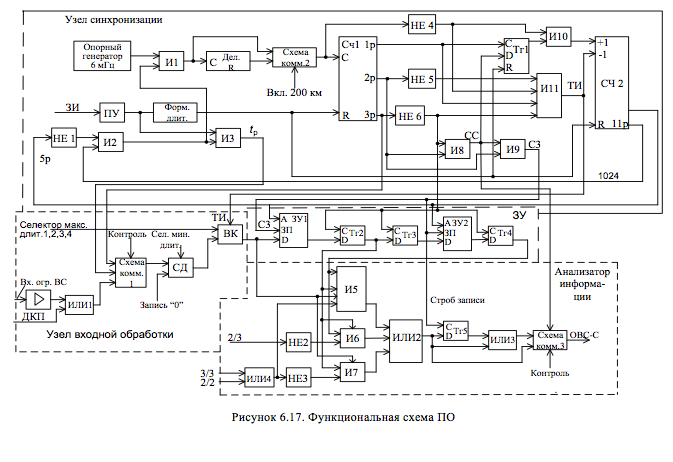 Узел синхронизации
Опорный
генератор
6 мГц
И1
С
Дел.
R
Схема
комм.2
Вкл. 200 км
Сч1
С
R
1р
2р
3р
НЕ 4
НЕ 5
НЕ 6
С
D
R
Тг1
И10
И11
ТИ
+1
-1
СЧ 2
R 11р
1024
ЗИ
ПУ
Форм.
длит.
tр
НЕ 1
И2
И3
5р
И8
СС
И9
СЗ
Селектор макс.
длит.1,2,3,4
ТИ
ВК
СЗ
А ЗУ1
ЗП
D
С
D
Тг2
С
D
Тг3
А ЗУ2
ЗП
D
С
D
Тг4
ЗУ
Контроль
Сел. мин.
длит.
Схема
комм.
1
СД
Запись “0”
Вх. огр. ВС
ДКП
ИЛИ1
Узел входной обработки
Анализатор
информа-
ции
И5
И6
И7
2/3
НЕ2
3/3
2/2
ИЛИ4
НЕ3
ИЛИ2
Строб записи
С
D
Тг5
ИЛИ3
Схема
комм.3
ОВС-С
Контроль
Рисунок 6.17. Функциональная схема ПО